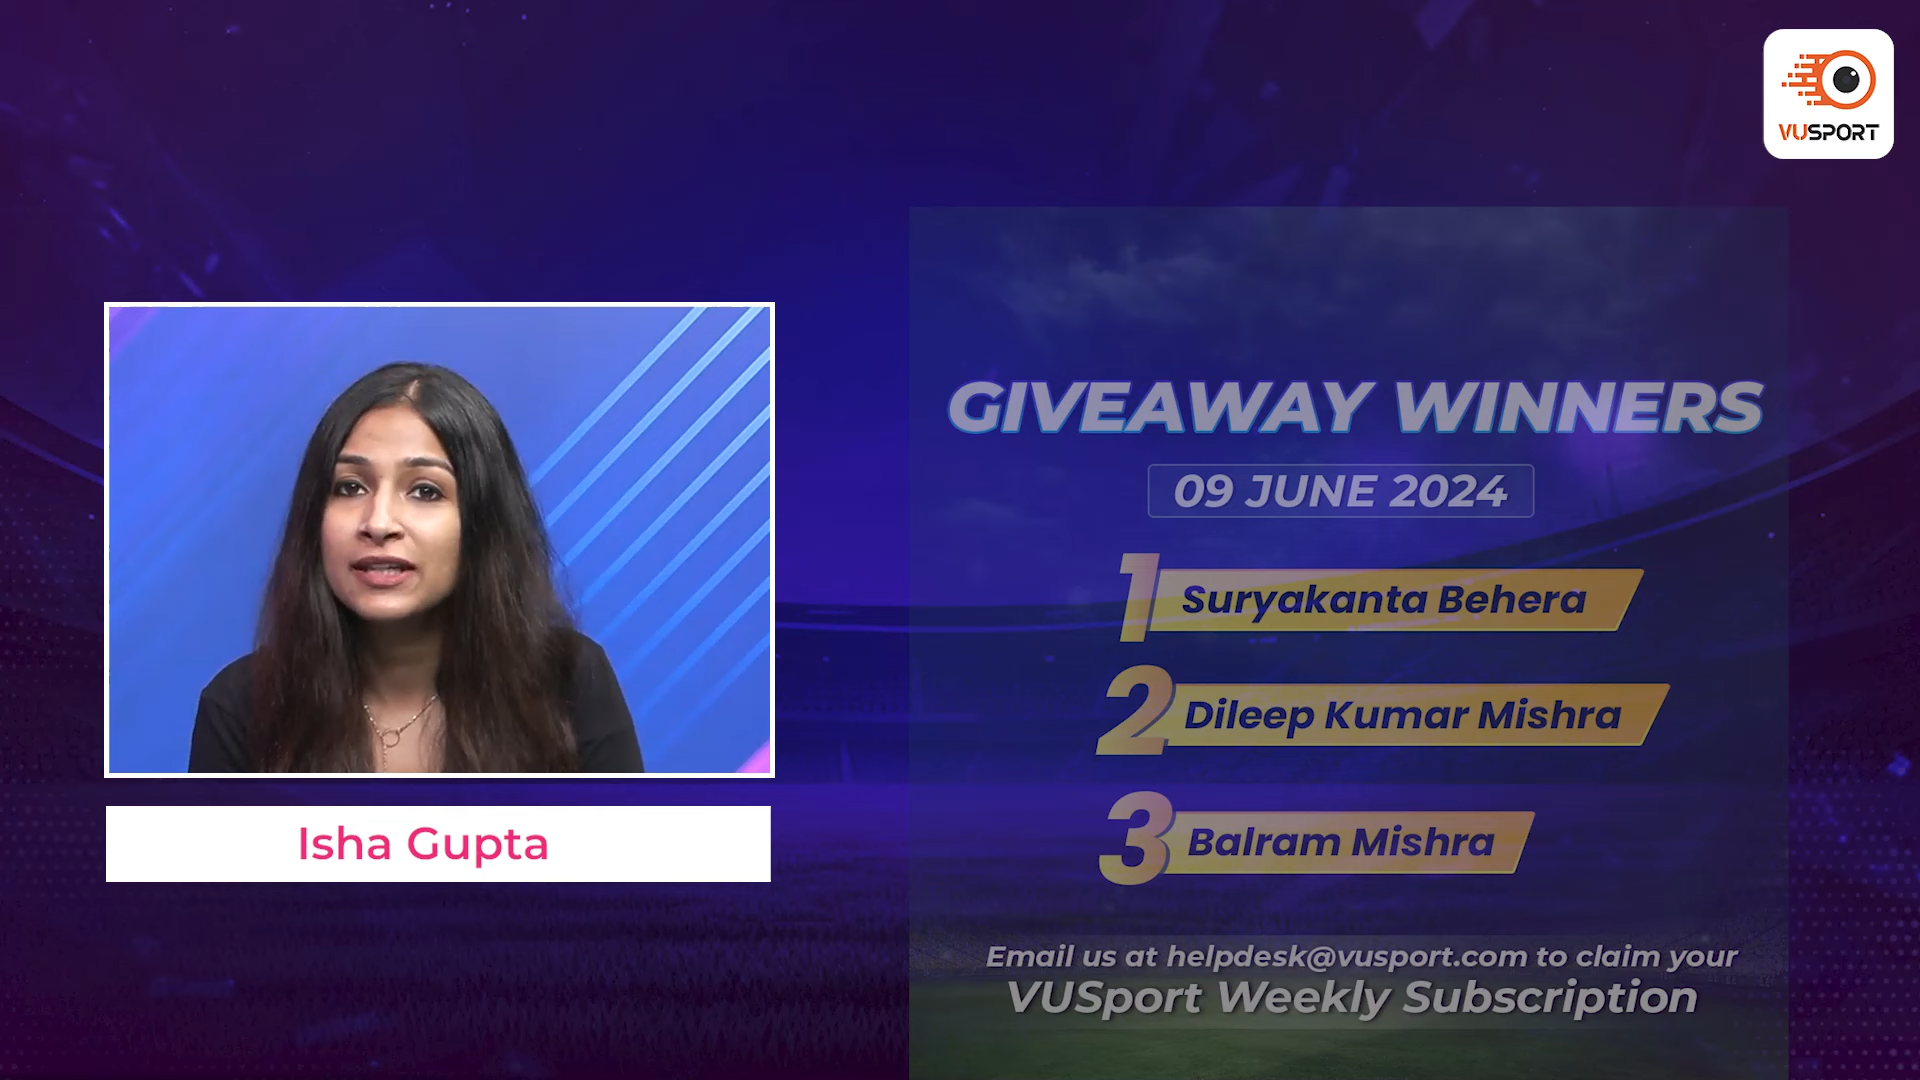 VUSPORT
GIVEAWAY WINNERS
09 JUNE 2024
1 Suryakanta Behera
2 Dileep Kumar Mishra
3 Balram Mishra
Email us at helpdesk@vusport.com to claim your
VUSport Weekly Subscription
Isha Gupta